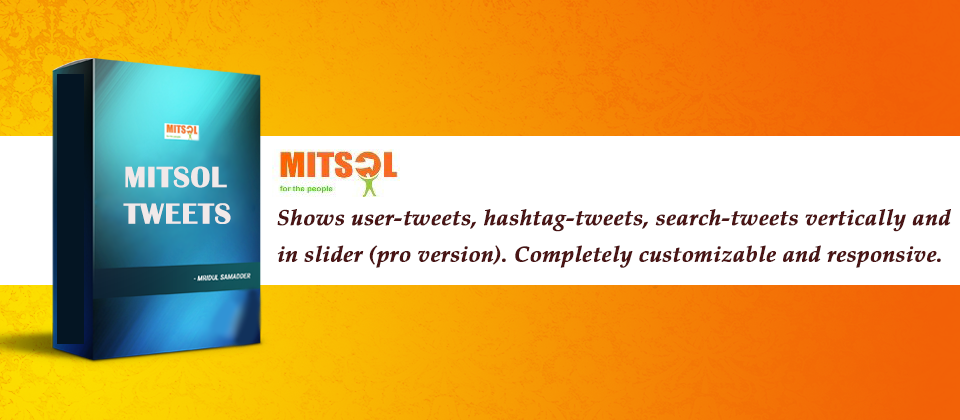 MITSOL
MITSOL
TWEETS
- MRIDUL SAMADDER
MITSOL
for the people
Shows user-tweets, hashtag-tweets, search-tweets vertically and
in slider (pro version). Completely customizable and responsive.